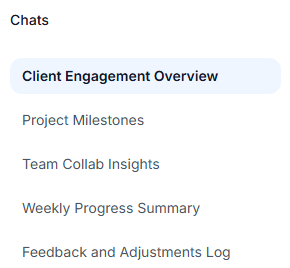 Chats
Client Engagement Overview
Project Milestones
Team Collab Insights
Weekly Progress Summary
Feedback and Adjustments Log